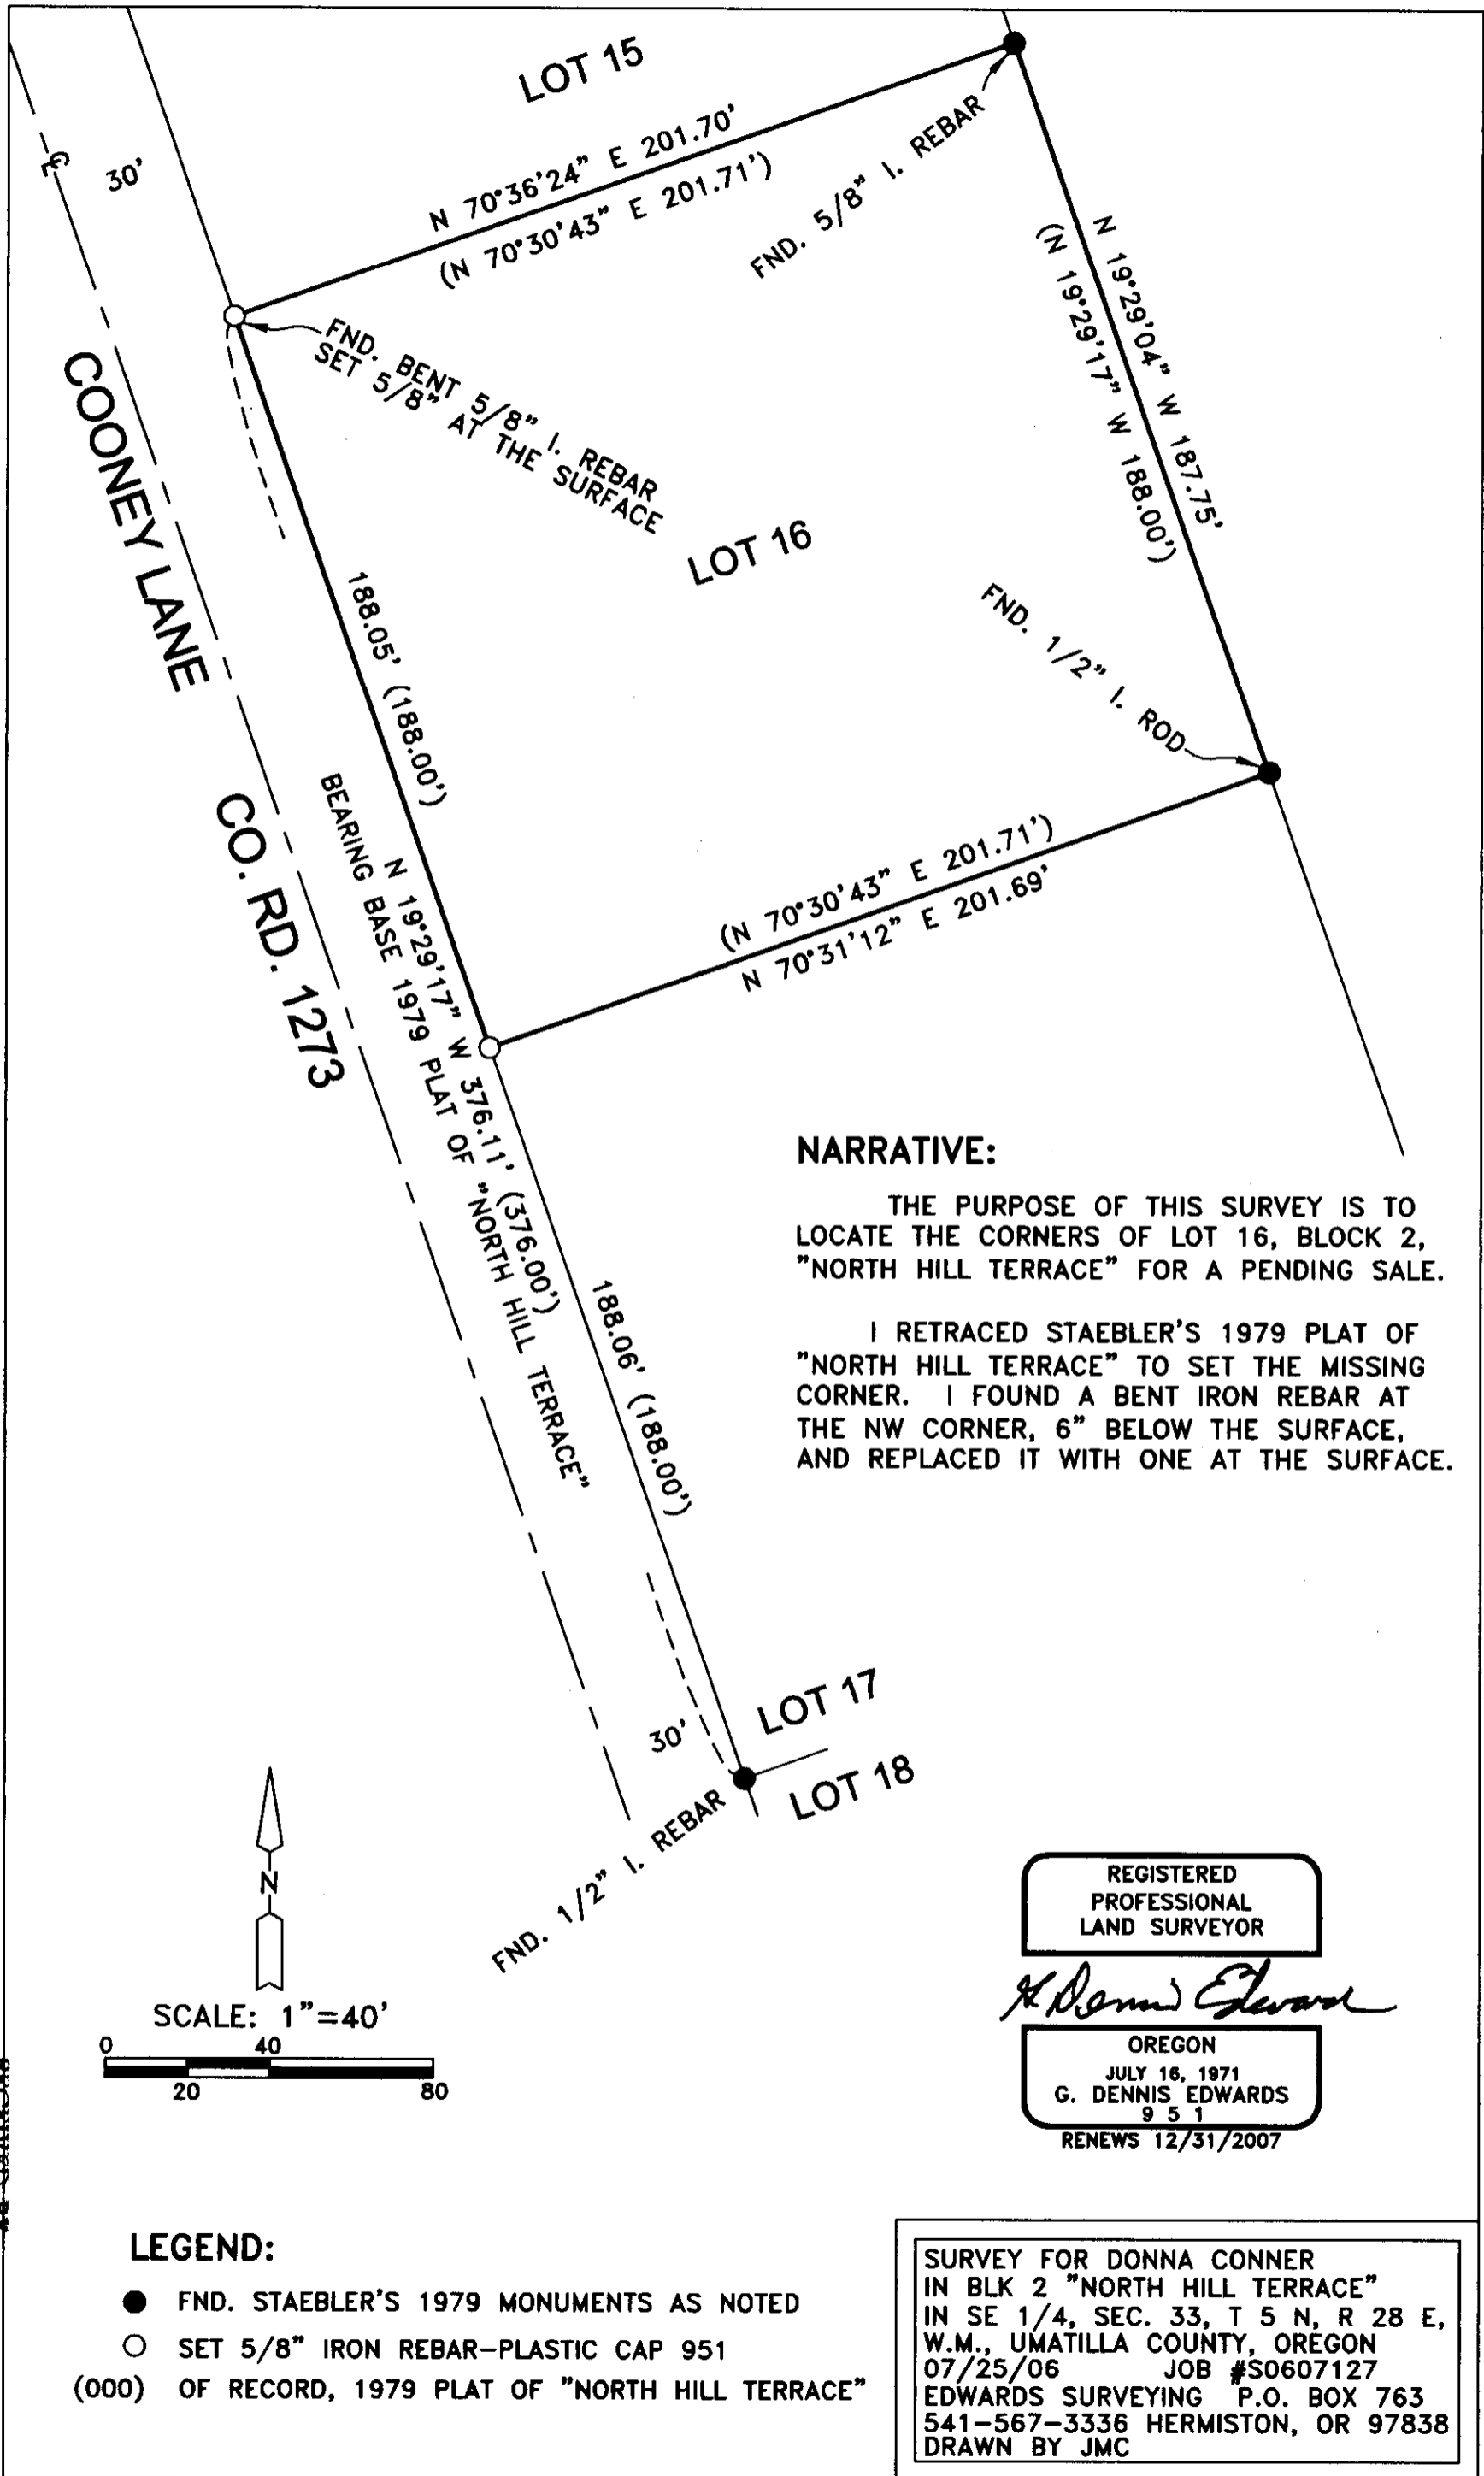 LOT 15
N 70°36'24" E 201.70'
(N 70°30'43" E 201.71')
30'
FND. 5/8" I. REBAR
N 19°29'04" W 187.75'
(N 19°29'17" W 188.00')
FND. BENT 5/8" I. REBAR
SET 5/8" AT THE SURFACE
COONEY LANE
LOT 16
188.05' (188.00')
FND. 1/2" I. ROD
CO. RD. 1273
(N 70°30'43" E 201.71')
N 70°31'12" E 201.69'
N 19°29'17" W 376.11' (376.00')
BEARING BASE 1979 PLAT OF "NORTH HILL TERRACE"
NARRATIVE:
THE PURPOSE OF THIS SURVEY IS TO
LOCATE THE CORNERS OF LOT 16, BLOCK 2,
"NORTH HILL TERRACE" FOR A PENDING SALE.
I RETRACED STAEBLER'S 1979 PLAT OF
"NORTH HILL TERRACE" TO SET THE MISSING
CORNER. I FOUND A BENT IRON REBAR AT
THE NW CORNER, 6" BELOW THE SURFACE,
AND REPLACED IT WITH ONE AT THE SURFACE.
188.06' (188.00')
30'
LOT 17
LOT 18
FND. 1/2" I. REBAR
N
SCALE: 1"=40'
0 40
20 80
REGISTERED
PROFESSIONAL
LAND SURVEYOR
G. Dennis Edwards
OREGON
JULY 16, 1971
G. DENNIS EDWARDS
9 5 1
RENEWS 12/31/2007
LEGEND:
FND. STAEBLER'S 1979 MONUMENTS AS NOTED
SET 5/8" IRON REBAR-PLASTIC CAP 951
(000) OF RECORD, 1979 PLAT OF "NORTH HILL TERRACE"
SURVEY FOR DONNA CONNER
IN BLK 2 "NORTH HILL TERRACE"
IN SE 1/4, SEC. 33, T 5 N, R 28 E,
W.M., UMATILLA COUNTY, OREGON
07/25/06 JOB #S0607127
EDWARDS SURVEYING P.O. BOX 763
541-567-3336 HERMISTON, OR 97838
DRAWN BY JMC